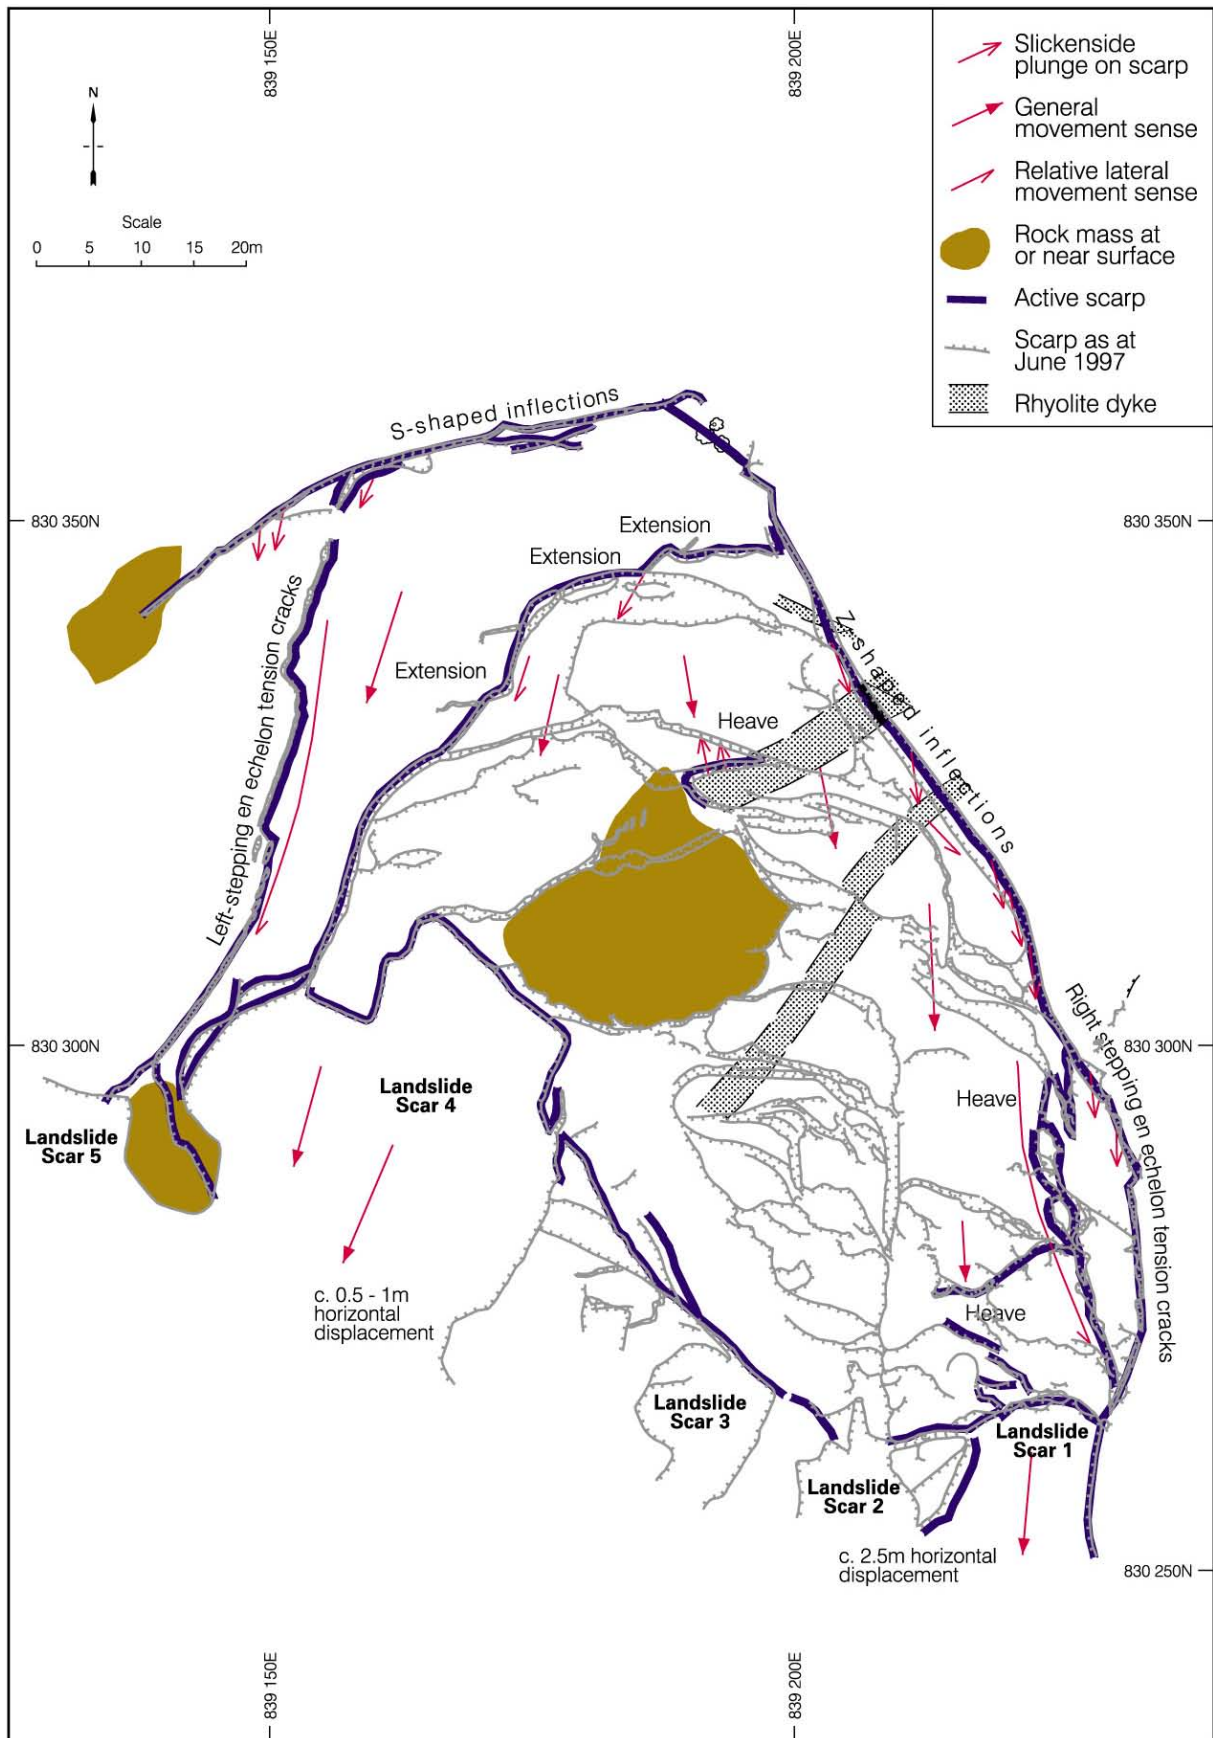 839 150E
839 200E
N
Scale
0 5 10 15 20m
Slickenside
plunge on scarp
General
movement sense
Relative lateral
movement sense
Rock mass at
or near surface
Active scarp
Scarp as at
June 1997
Rhyolite dyke
S-shaped inflections
830 350N
830 350N
Extension
Extension
Extension
Left-stepping en echelon tension cracks
Z-shaped inflections
Heave
Right stepping en echelon tension cracks
830 300N
830 300N
Landslide
Scar 4
Heave
Landslide
Scar 5
c. 0.5 - 1m
horizontal
displacement
Heave
Landslide
Scar 3
Landslide
Scar 1
Landslide
Scar 2
c. 2.5m horizontal
displacement
830 250N
839 150E
839 200E